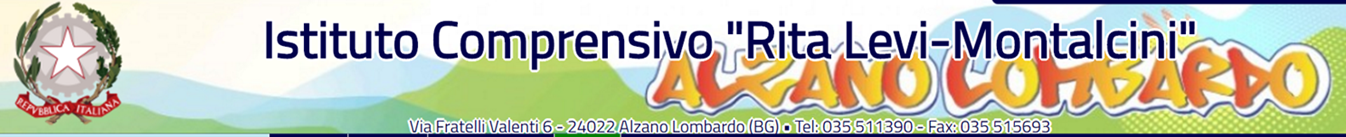 Istituto Comprensivo "Rita Levi-Montalcini"
ALZANO LOMBARDO
REPVBBLICA ITALIANA
Via Fratelli Valenti 6 - 24022 Alzano Lombardo (BG) • Tel: 035 511390 - Fax: 035 515693